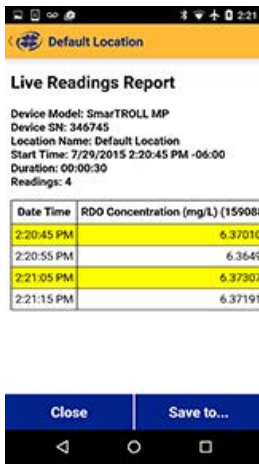 2:21
Default Location
Live Readings Report
Device Model: SmarTROLL MP
Device SN: 346745
Location Name: Default Location
Start Time: 7/29/2015 2:20:45 PM -06:00
Duration: 00:00:30
Readings: 4
Date Time RDO Concentration (mg/L) (15908
2:20:45 PM 6.37010
2:20:55 PM 6.3649
2:21:05 PM 6.37307
2:21:15 PM 6.37191
Close Save to...